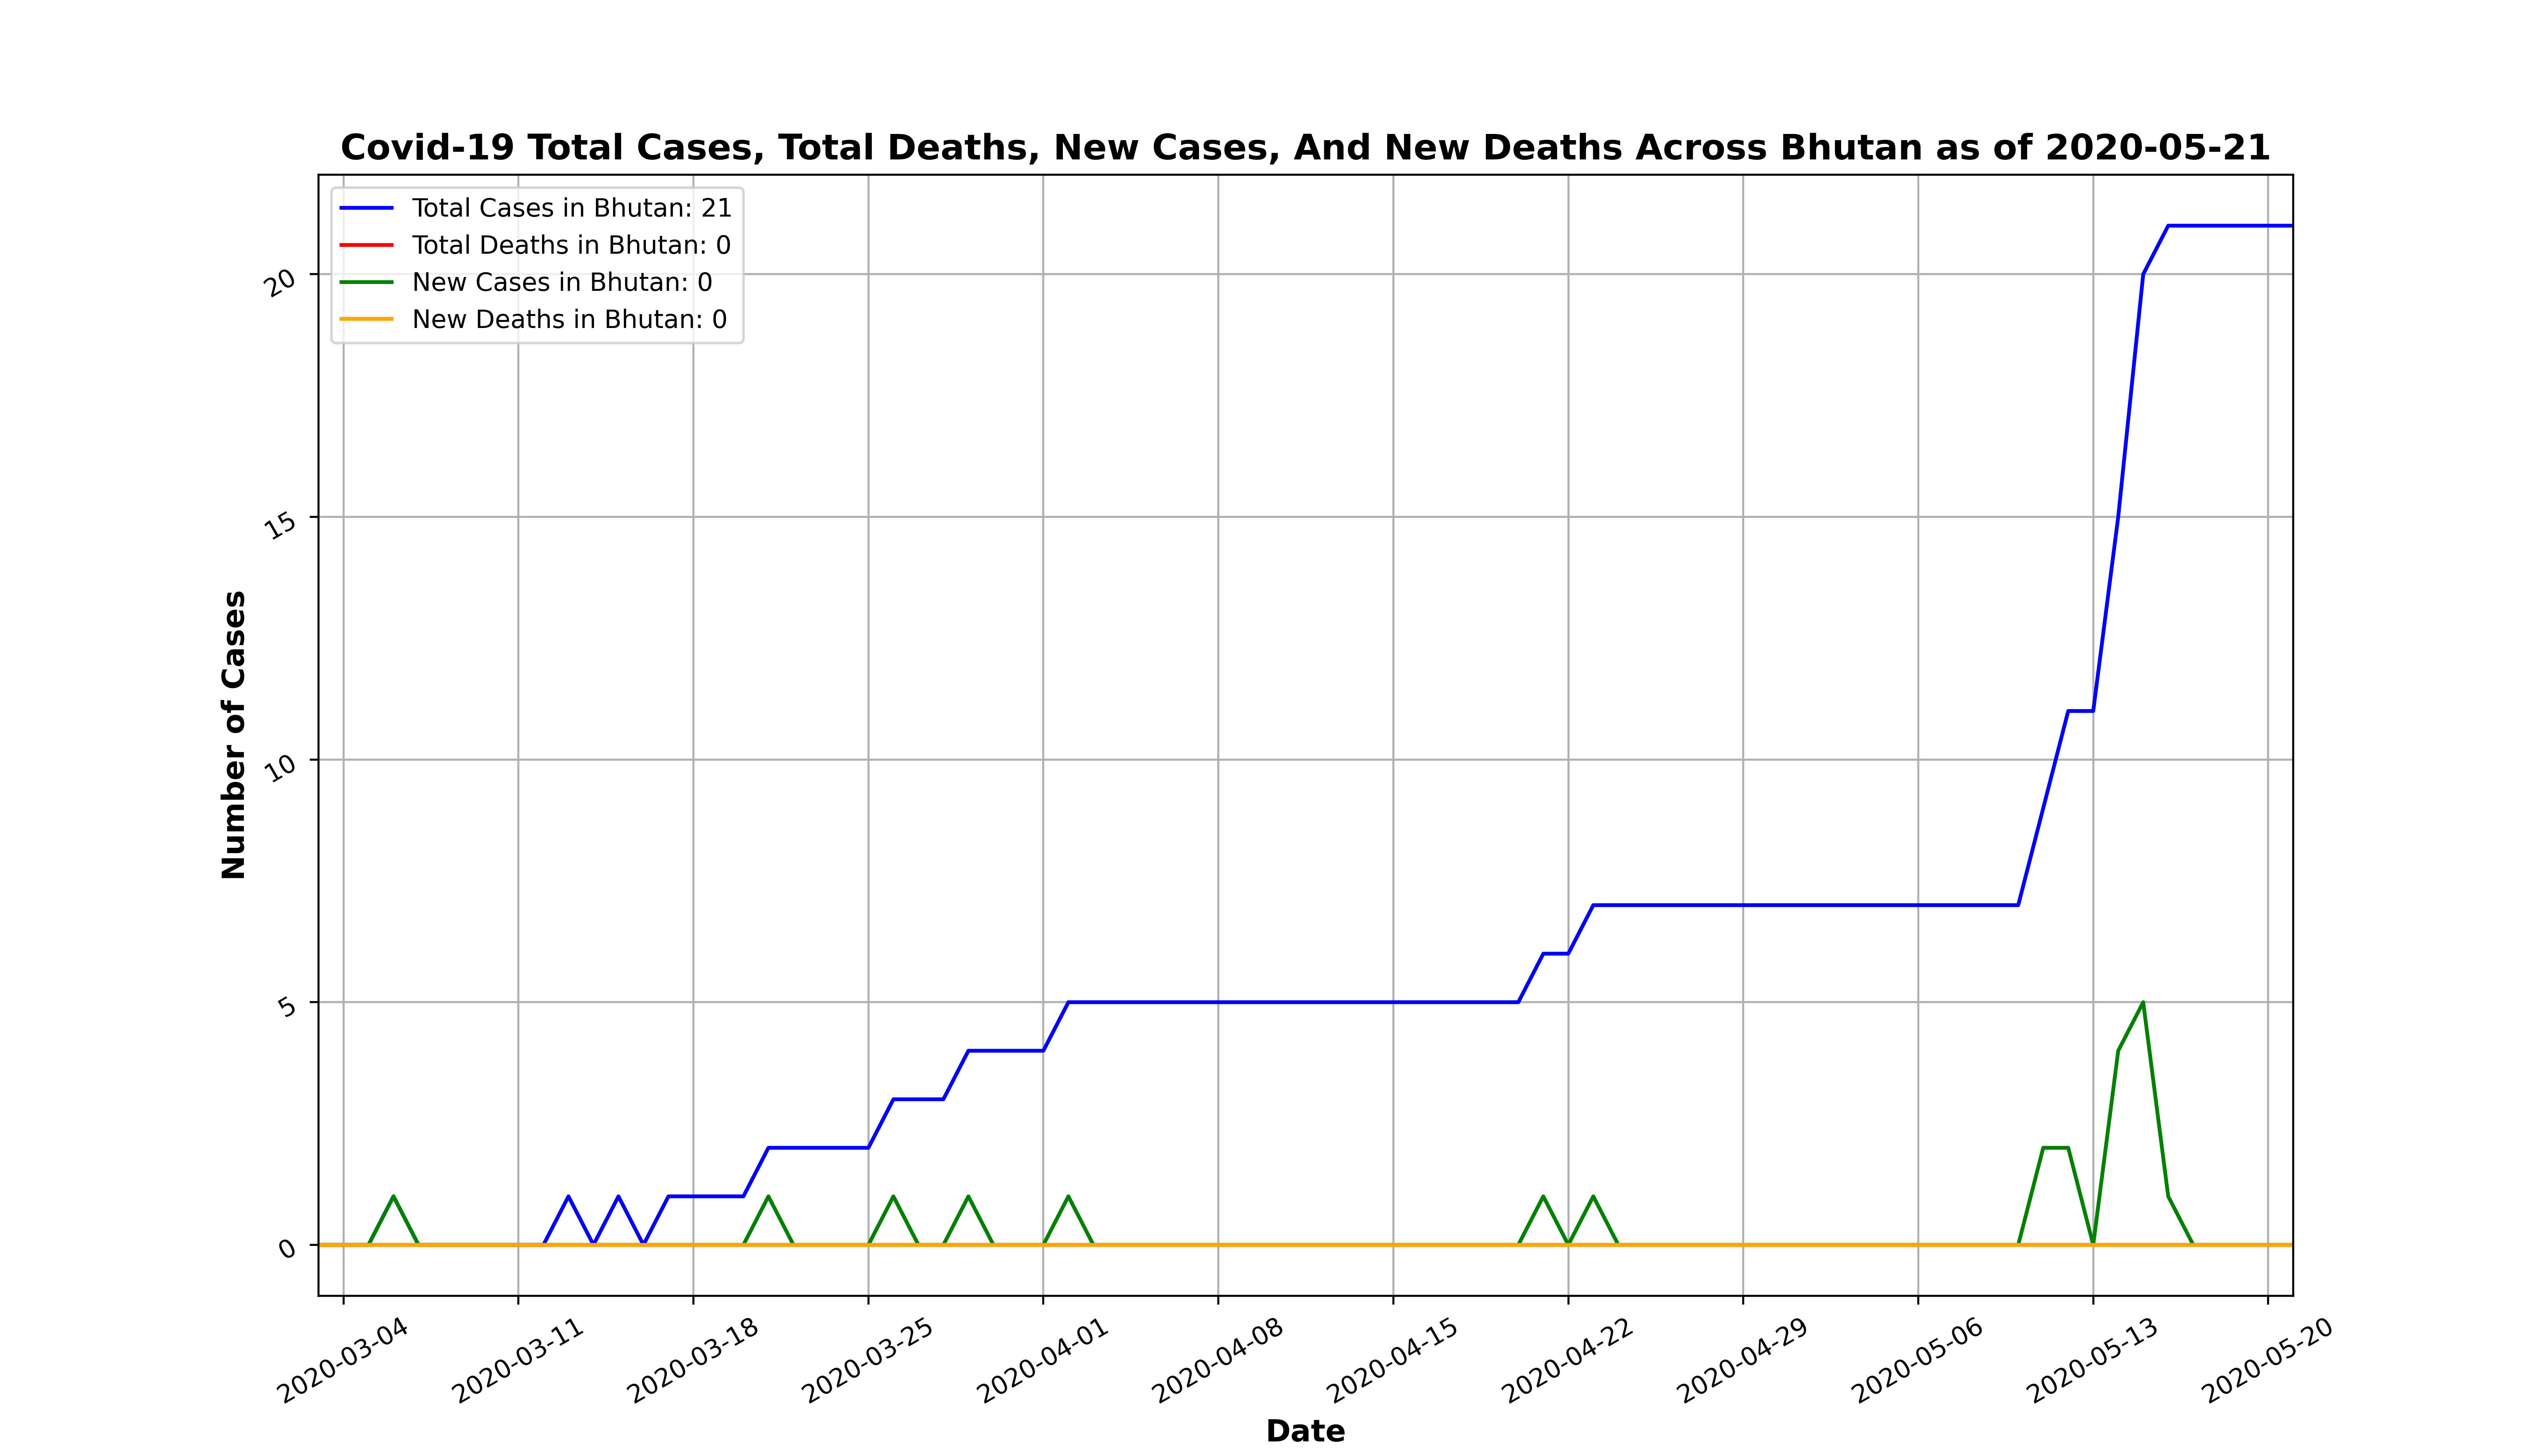 Covid-19 Total Cases, Total Deaths, New Cases, And New Deaths Across Bhutan as of 2020-05-21
Total Cases in Bhutan: 21
Total Deaths in Bhutan: 0
New Cases in Bhutan: 0
New Deaths in Bhutan: 0
Number of Cases
20
15
10
5
0
2020-03-04
2020-03-11
2020-03-18
2020-03-25
2020-04-01
2020-04-08
2020-04-15
2020-04-22
2020-04-29
2020-05-06
2020-05-13
2020-05-20
Date